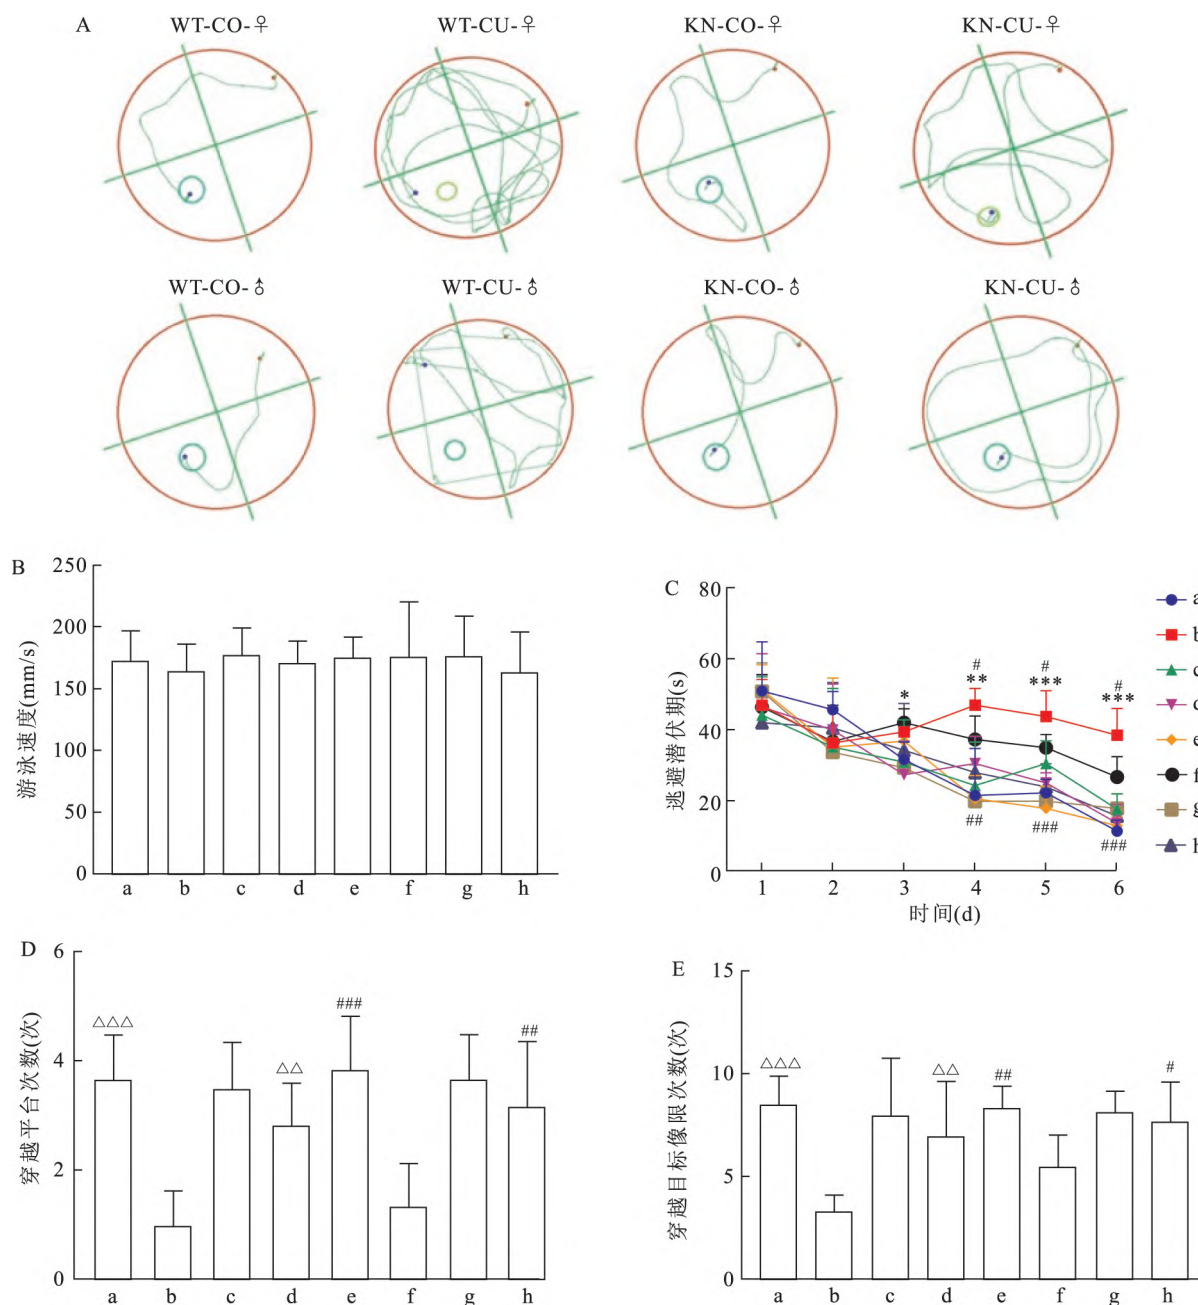 A
WT-CO-♀
WT-CU-♀
KN-CO-♀
KN-CU-♀
WT-CO-♂
WT-CU-♂
KN-CO-♂
KN-CU-♂
B
250
200
150
100
50
0
游泳速度(mm/s)
a b c d e f g h
C
80
60
40
20
0
逃避潜伏期(s)
*
#
**
#
***
#
***
##
###
###
1 2 3 4 5 6
时间(d)
a
b
c
d
e
f
g
h
D
6
4
2
0
穿越平台次数(次)
△△△
△△
###
##
a b c d e f g h
E
15
10
5
0
穿越目标像限次数(次)
△△△
△△
##
#
a b c d e f g h